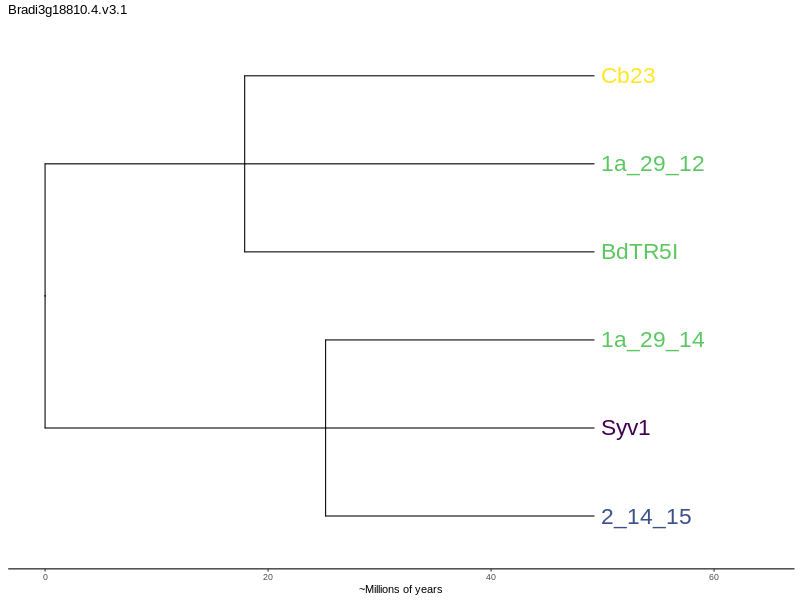 Bradi3g18810.4.v3.1
Cb23
1a_29_12
BdTR5I
1a_29_14
Syv1
2_14_15
0 20 40 60
~Millions of years